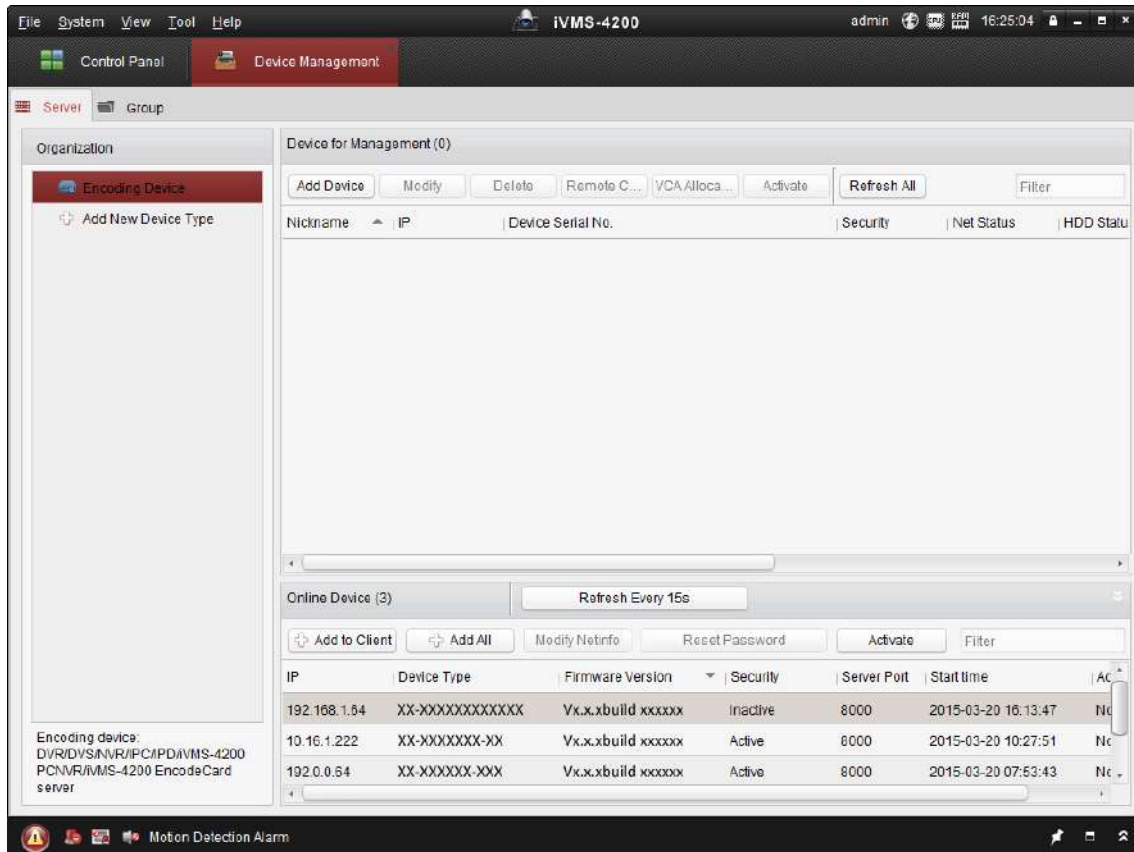 File System View Tool Help iVMS-4200 admin 16:25:04
Control Panel Device Management
Server Group
Organization
Encoding Device
Add New Device Type
Encoding device:
DVR/DVS/NVR/IPC/IPD/iVMS-4200
PCNVR/iVMS-4200 EncodeCard
server
Device for Management (0)
Add Device Modify Delete Remote C... VCA Alloca... Activate Refresh All Filter
Nickname IP Device Serial No. Security Net Status HDD Statu
Online Device (3) Refresh Every 15s
Add to Client Add All Modify Netinfo Reset Password Activate Filter
IP Device Type Firmware Version Security Server Port Start time Ad
192.168.1.64 XX-XXXXXXXXXXXX Vx.x.xbuild xxxxxx Inactive 8000 2015-03-20 16:13:47 No
10.16.1.222 XX-XXXXXXX-XX Vx.x.xbuild xxxxxx Active 8000 2015-03-20 10:27:51 No
192.0.0.64 XX-XXXXXX-XXX Vx.x.xbuild xxxxxx Active 8000 2015-03-20 07:53:43 No
Motion Detection Alarm